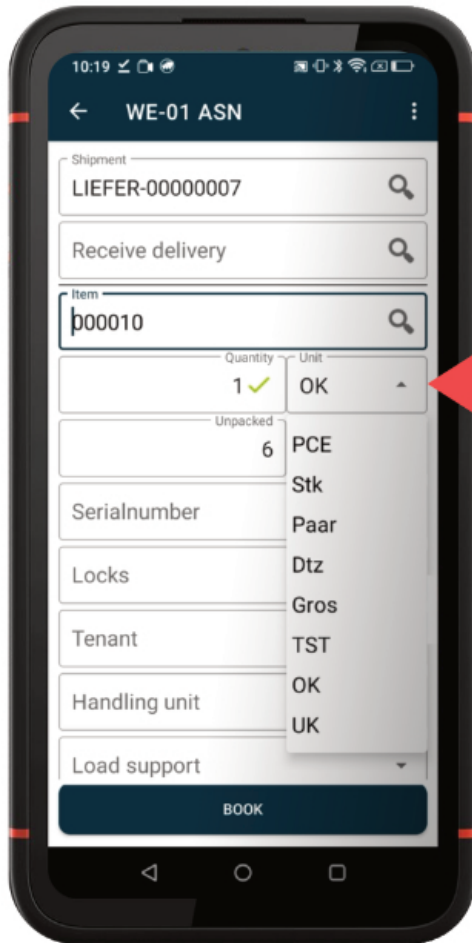 10:19
WE-01 ASN
Shipment
LIEFER-00000007
Receive delivery
Item
000010
Quantity
1
Unit
OK
Unpacked
6
PCE
Stk
Paar
Dtz
Gros
TST
OK
UK
Serialnumber
Locks
Tenant
Handling unit
Load support
BOOK